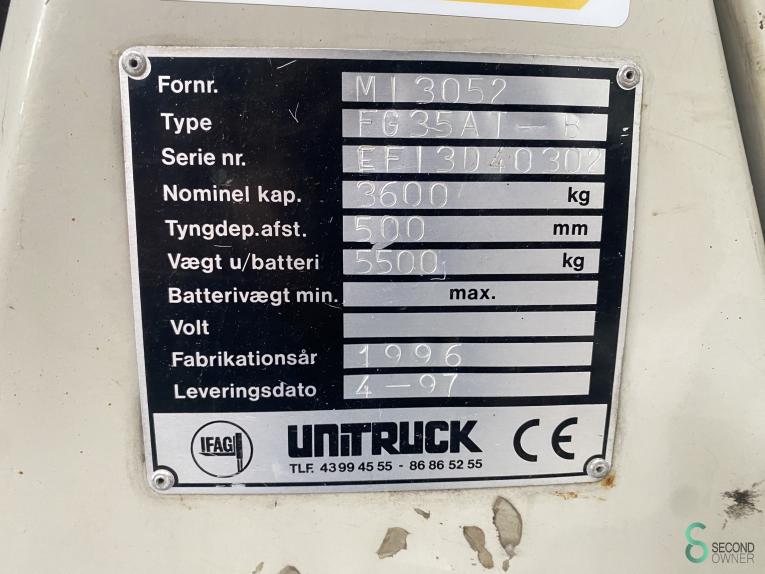 Fornr. MI3052
Type FG35AT-B
Serie nr. EF13D40302
Nominel kap. 3600 kg
Tyngdep.afst. 500 mm
Vægt u/batteri 5500 kg
Batterivægt min. max.
Volt
Fabrikationsår 1996
Leveringsdato 4-97
IFAG UNITRUCK CE
TLF. 43 99 45 55 - 86 86 52 55
SECOND
OWNER